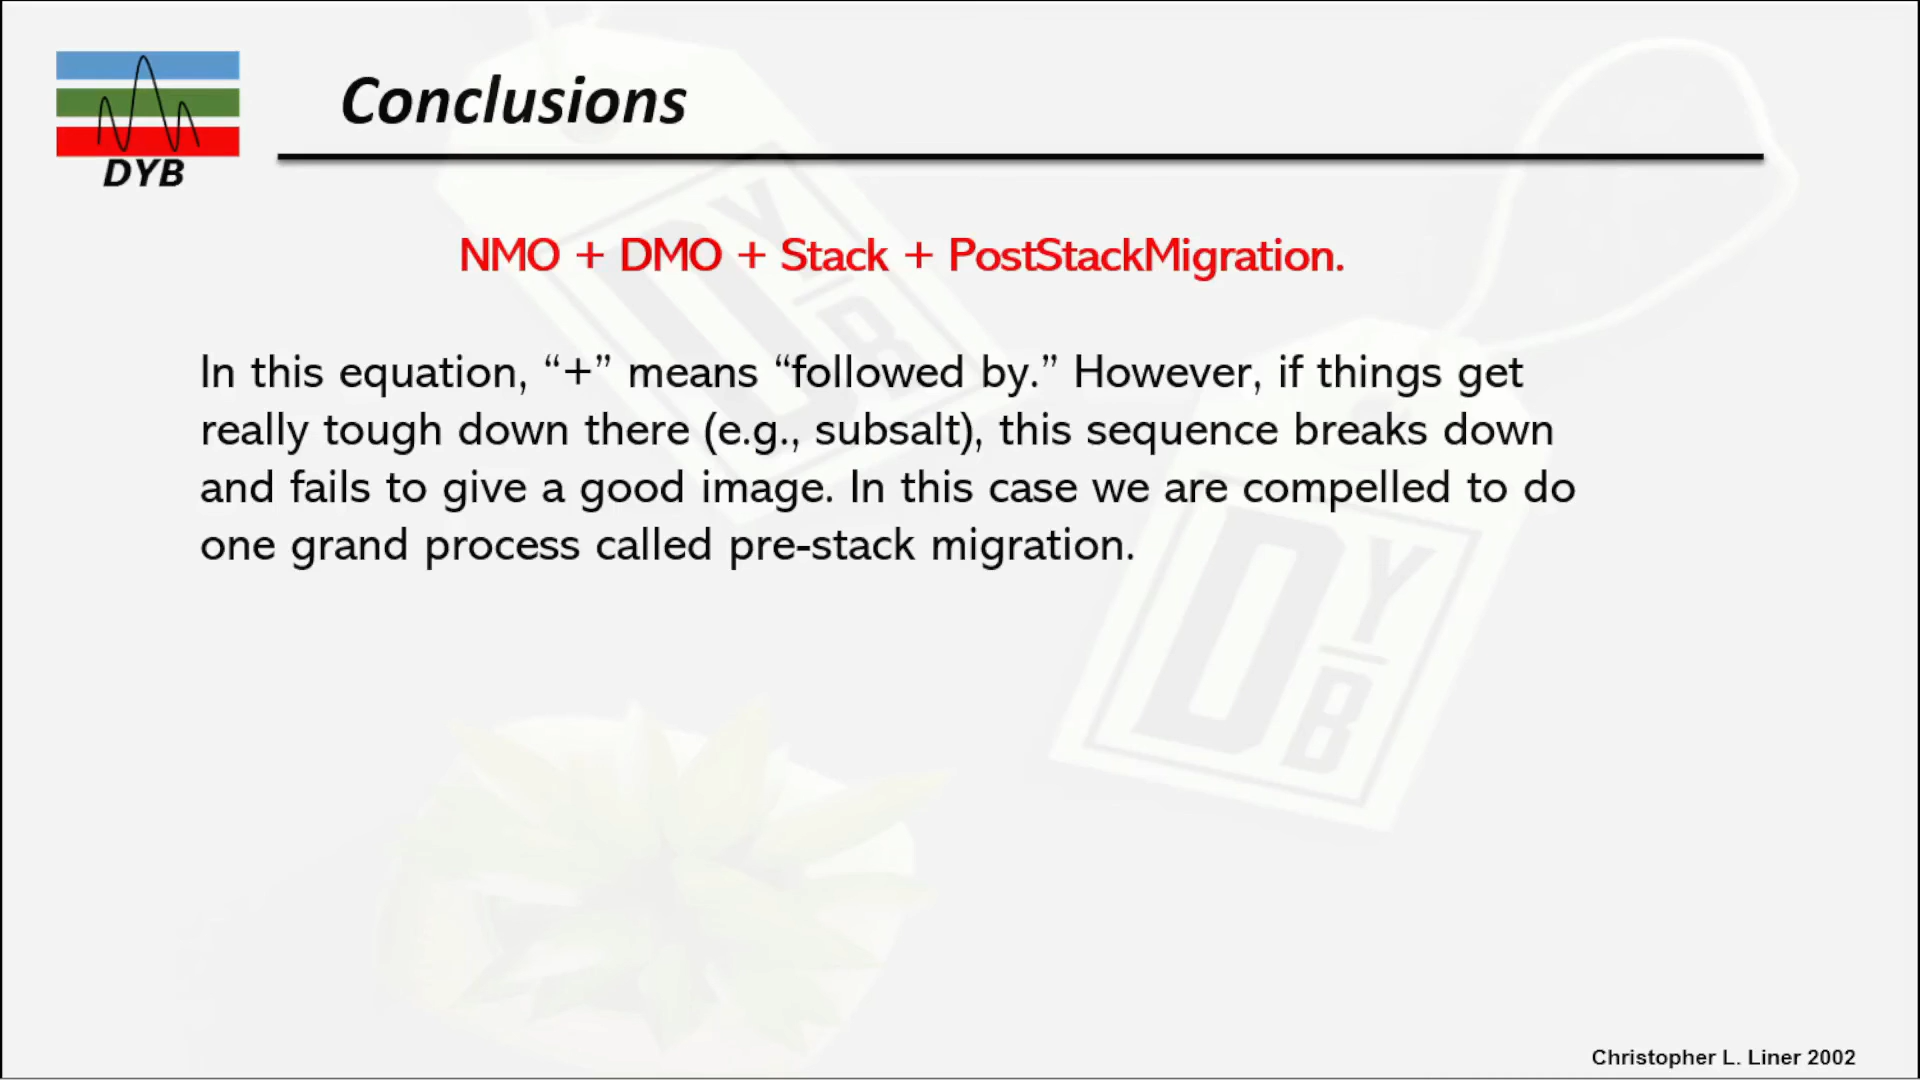 Conclusions
DYB
NMO + DMO + Stack + PostStackMigration.
In this equation, “+” means “followed by.” However, if things get
really tough down there (e.g., subsalt), this sequence breaks down
and fails to give a good image. In this case we are compelled to do
one grand process called pre-stack migration.
DYB
DYB
Christopher L. Liner 2002